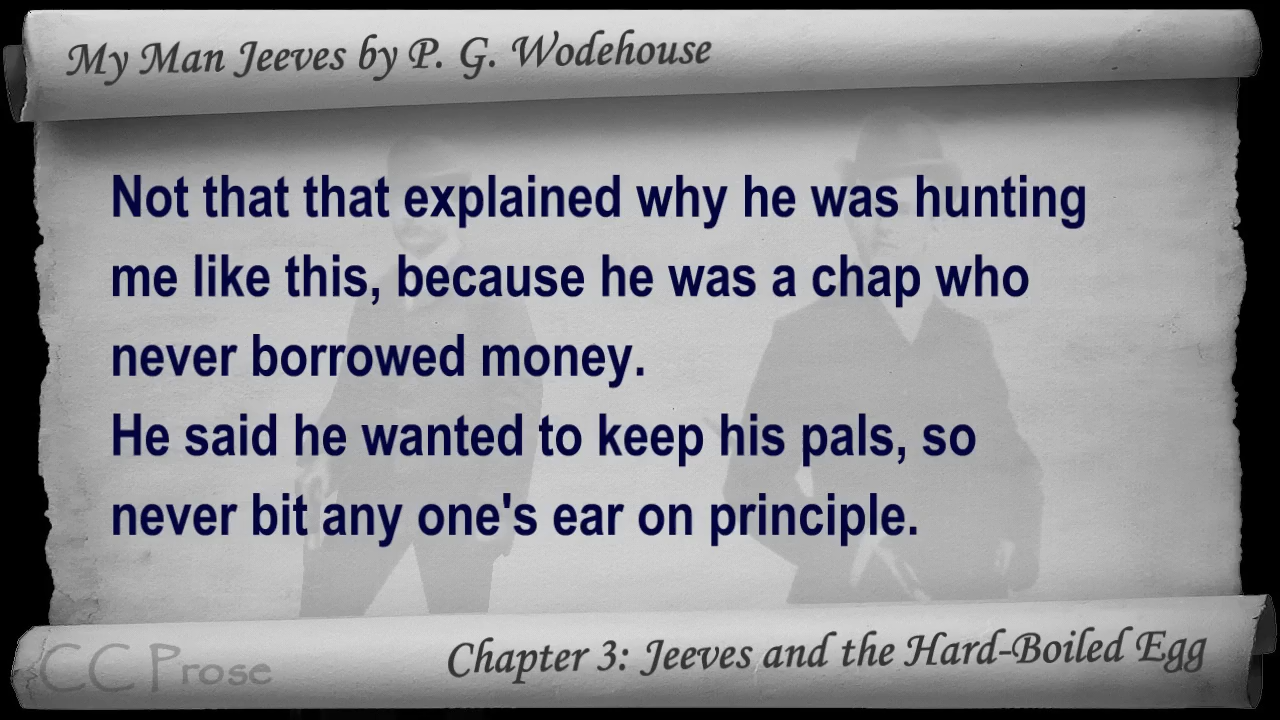 My Man Jeeves by P. G. Wodehouse
Not that that explained why he was hunting
me like this, because he was a chap who
never borrowed money.
He said he wanted to keep his pals, so
never bit any one's ear on principle.
CC Prose
Chapter 3: Jeeves and the Hard-Boiled Egg